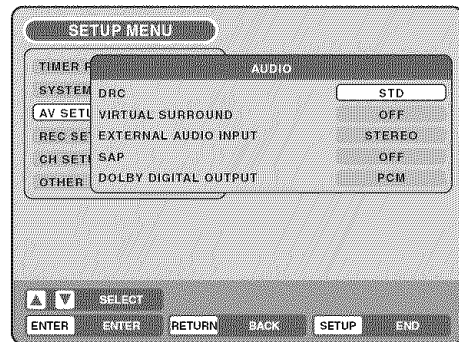 SETUP MENU
TIMER
SYSTEM
AV SETU
REC SE
CH SET
OTHER
AUDIO
DRC STD
VIRTUAL SURROUND OFF
EXTERNAL AUDIO INPUT STEREO
SAP OFF
DOLBY DIGITAL OUTPUT PCM
SELECT
ENTER ENTER RETURN BACK SETUP END